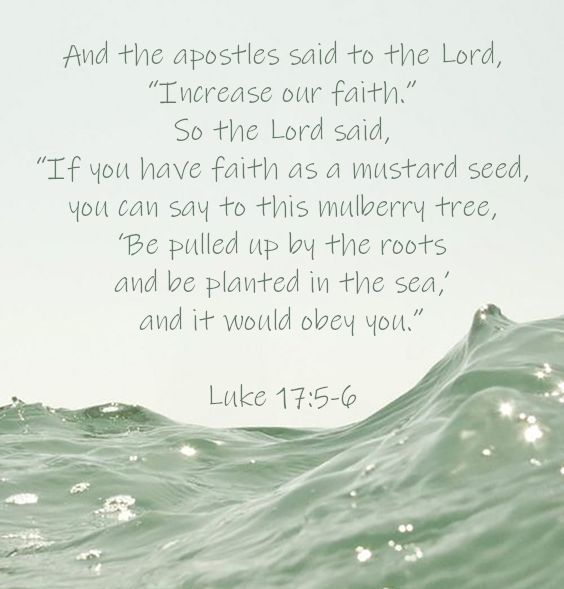 And the apostles said to the Lord,
“Increase our faith.”
So the Lord said,
“If you have faith as a mustard seed,
you can say to this mulberry tree,
‘Be pulled up by the roots
and be planted in the sea,’
and it would obey you.”
Luke 17:5-6